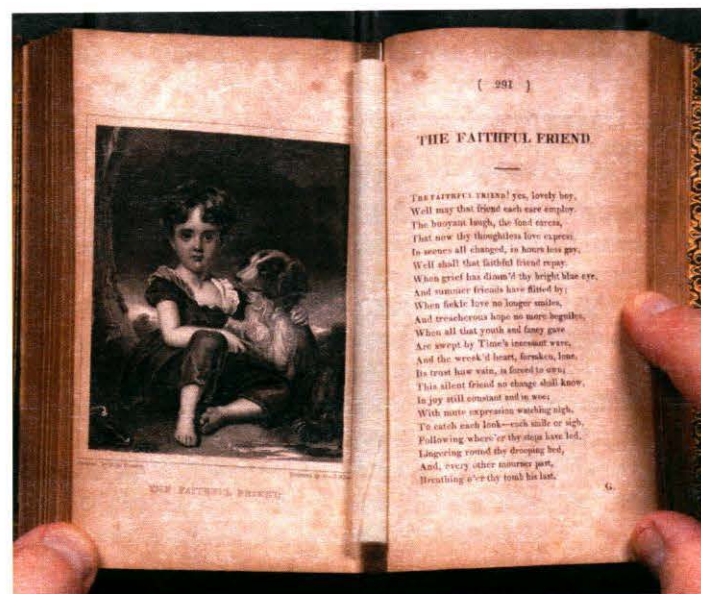 THE FAITHFUL FRIEND
( 291 )
THE FAITHFUL FRIEND
THE FAITHFUL FRIEND! yes, lovely boy,
Well may that friend each care employ.
The buoyant laugh, the fond caress,
That now thy thoughtless love express.
In scenes all changed, in hours less gay,
Well shall that faithful friend repay.
When grief has dimm'd thy bright blue eye,
And summer friends have flitted by;
When fickle love no longer smiles,
And treacherous hope no more beguiles,
When all that youth and fancy gave
Are swept by Time's incessant wave,
And the wreck'd heart, forsaken, lone,
Its trust how vain, is forced to own;
This silent friend no change shall know,
In joy still constant and in woe;
With mute expression watching nigh,
To catch each look—each smile or sigh,
Following where'er thy steps have led,
Lingering round thy drooping bed,
And, every other mourner past,
Breathing o'er thy tomb his last.
G.